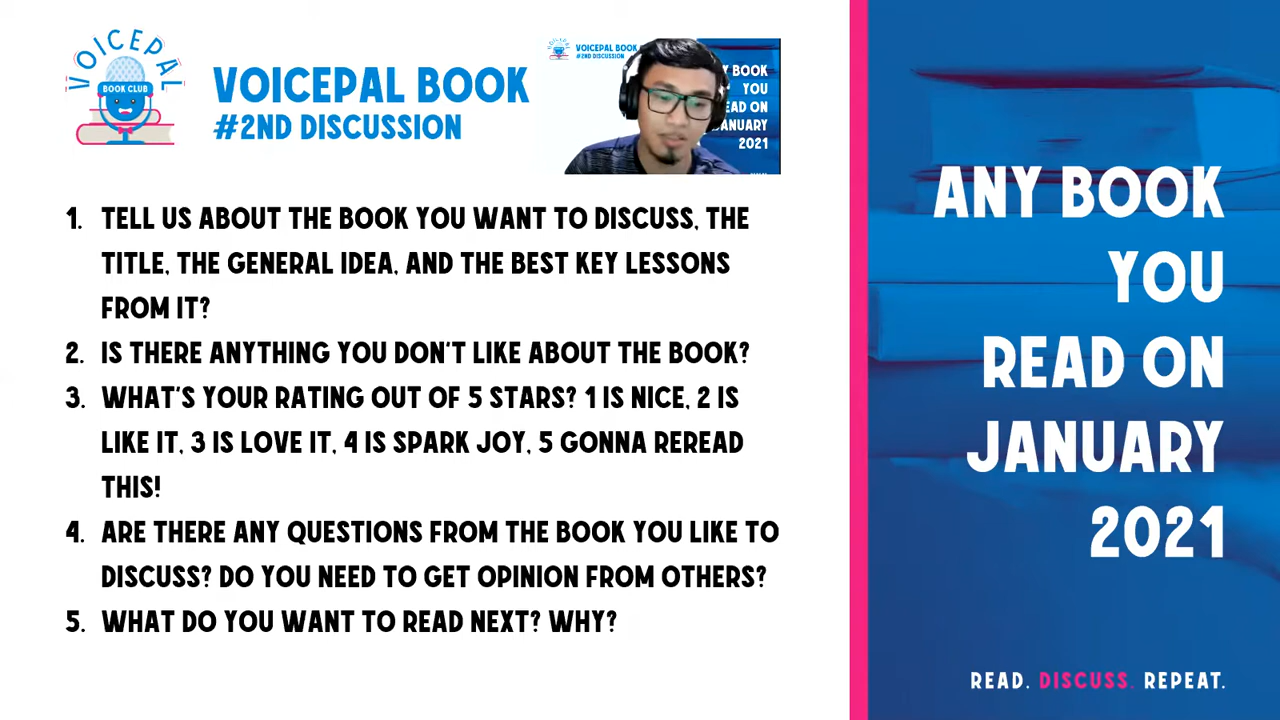 VOICEPAL
BOOK CLUB
VOICEPAL BOOK
#2ND DISCUSSION
VOICEPAL BOOK
#2ND DISCUSSION
Y BOOK
YOU
EAD ON
ANUARY
2021
1. TELL US ABOUT THE BOOK YOU WANT TO DISCUSS, THE
TITLE, THE GENERAL IDEA, AND THE BEST KEY LESSONS
FROM IT?
2. IS THERE ANYTHING YOU DON'T LIKE ABOUT THE BOOK?
3. WHAT'S YOUR RATING OUT OF 5 STARS? 1 IS NICE, 2 IS
LIKE IT, 3 IS LOVE IT, 4 IS SPARK JOY, 5 GONNA REREAD
THIS!
4. ARE THERE ANY QUESTIONS FROM THE BOOK YOU LIKE TO
DISCUSS? DO YOU NEED TO GET OPINION FROM OTHERS?
5. WHAT DO YOU WANT TO READ NEXT? WHY?
ANY BOOK
YOU
READ ON
JANUARY
2021
READ. DISCUSS. REPEAT.